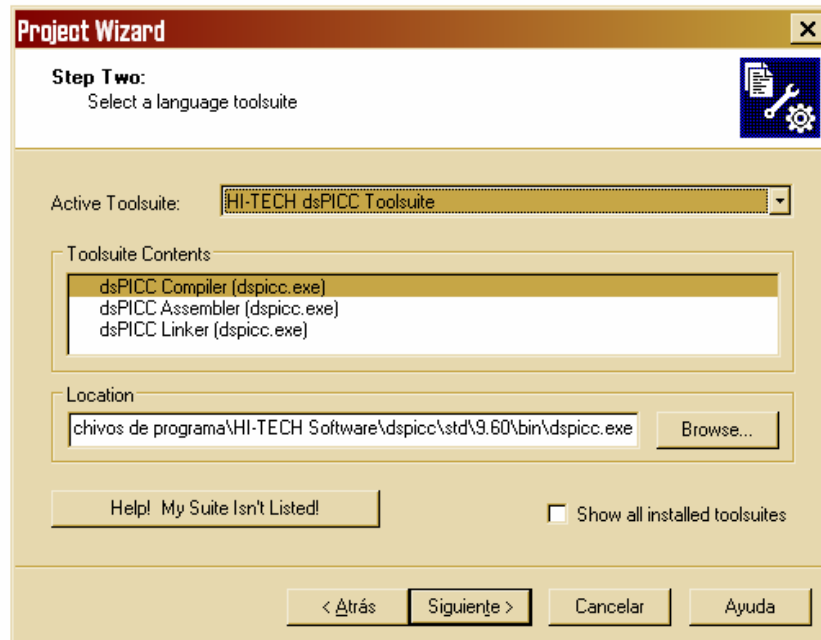 Project Wizard
Step Two:
Select a language toolsuite
Active Toolsuite: HI-TECH dsPICC Toolsuite
Toolsuite Contents
dsPICC Compiler (dspicc.exe)
dsPICC Assembler (dspicc.exe)
dsPICC Linker (dspicc.exe)
Location
chivos de programa\HI-TECH Software\dspicc\std\9.60\bin\dspicc.exe Browse...
Help! My Suite Isn't Listed! Show all installed toolsuites
< Atrás Siguiente > Cancelar Ayuda